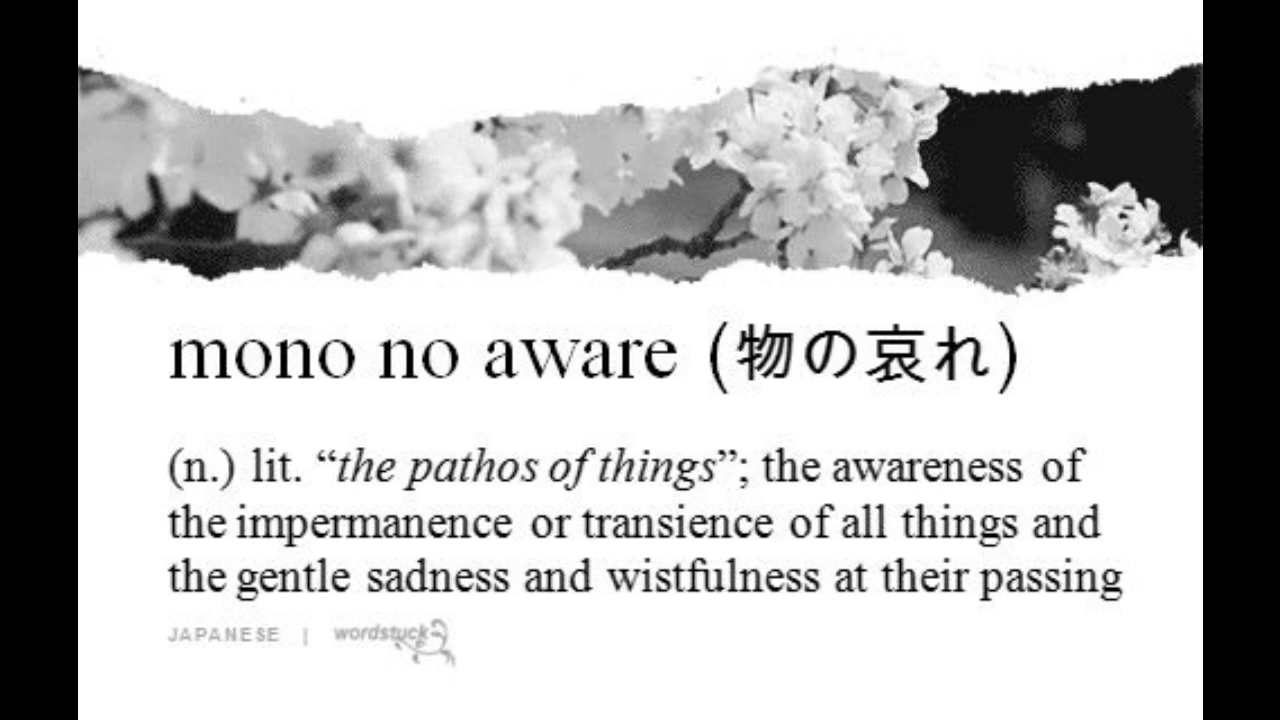 mono no aware (物の哀れ)
(n.) lit. “the pathos of things”; the awareness of
the impermanence or transience of all things and
the gentle sadness and wistfulness at their passing
JAPANESE | wordstuck